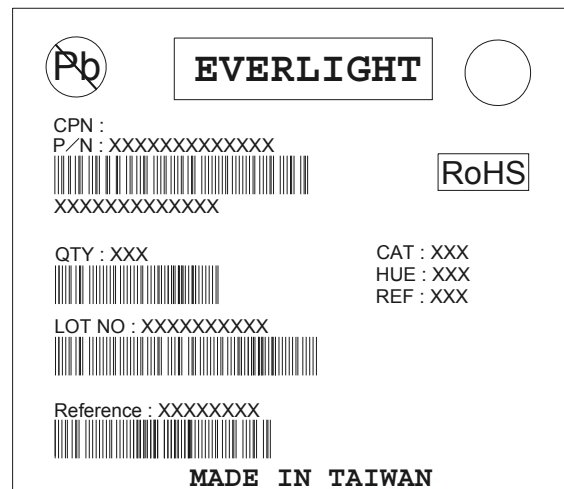 Pb
EVERLIGHT
CPN :
P/N : XXXXXXXXXXXXX
RoHS
XXXXXXXXXXXXX
QTY : XXX
CAT : XXX
HUE : XXX
REF : XXX
LOT NO : XXXXXXXXXX
Reference : XXXXXXXX
MADE IN TAIWAN